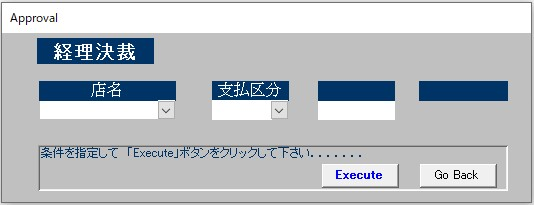 Approval
経理決裁
店名 支払区分
条件を指定して 「Execute」ボタンをクリックして下さい.......
Execute Go Back